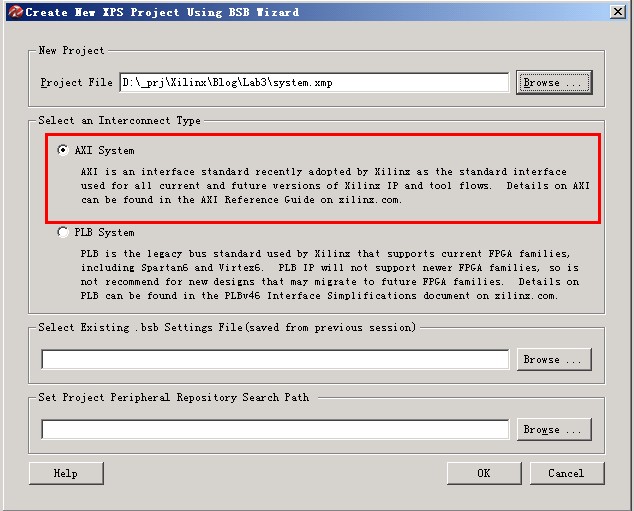 Create New XPS Project Using BSB Wizard
New Project
Project File D:\_prj\Xilinx\Blog\Lab3\system.xmp Browse ...
Select an Interconnect Type
AXI System
AXI is an interface standard recently adopted by Xilinx as the standard interface
used for all current and future versions of Xilinx IP and tool flows. Details on AXI
can be found in the AXI Reference Guide on xilinx.com.
PLB System
PLB is the legacy bus standard used by Xilinx that supports current FPGA families,
including Spartan6 and Virtex6. PLB IP will not support newer FPGA families, so is
not recommend for new designs that may migrate to future FPGA families. Details on
PLB can be found in the PLBv46 Interface Simplifications document on xilinx.com.
Select Existing .bsb Settings File(saved from previous session)
Browse ...
Set Project Peripheral Repository Search Path
Browse ...
Help OK Cancel